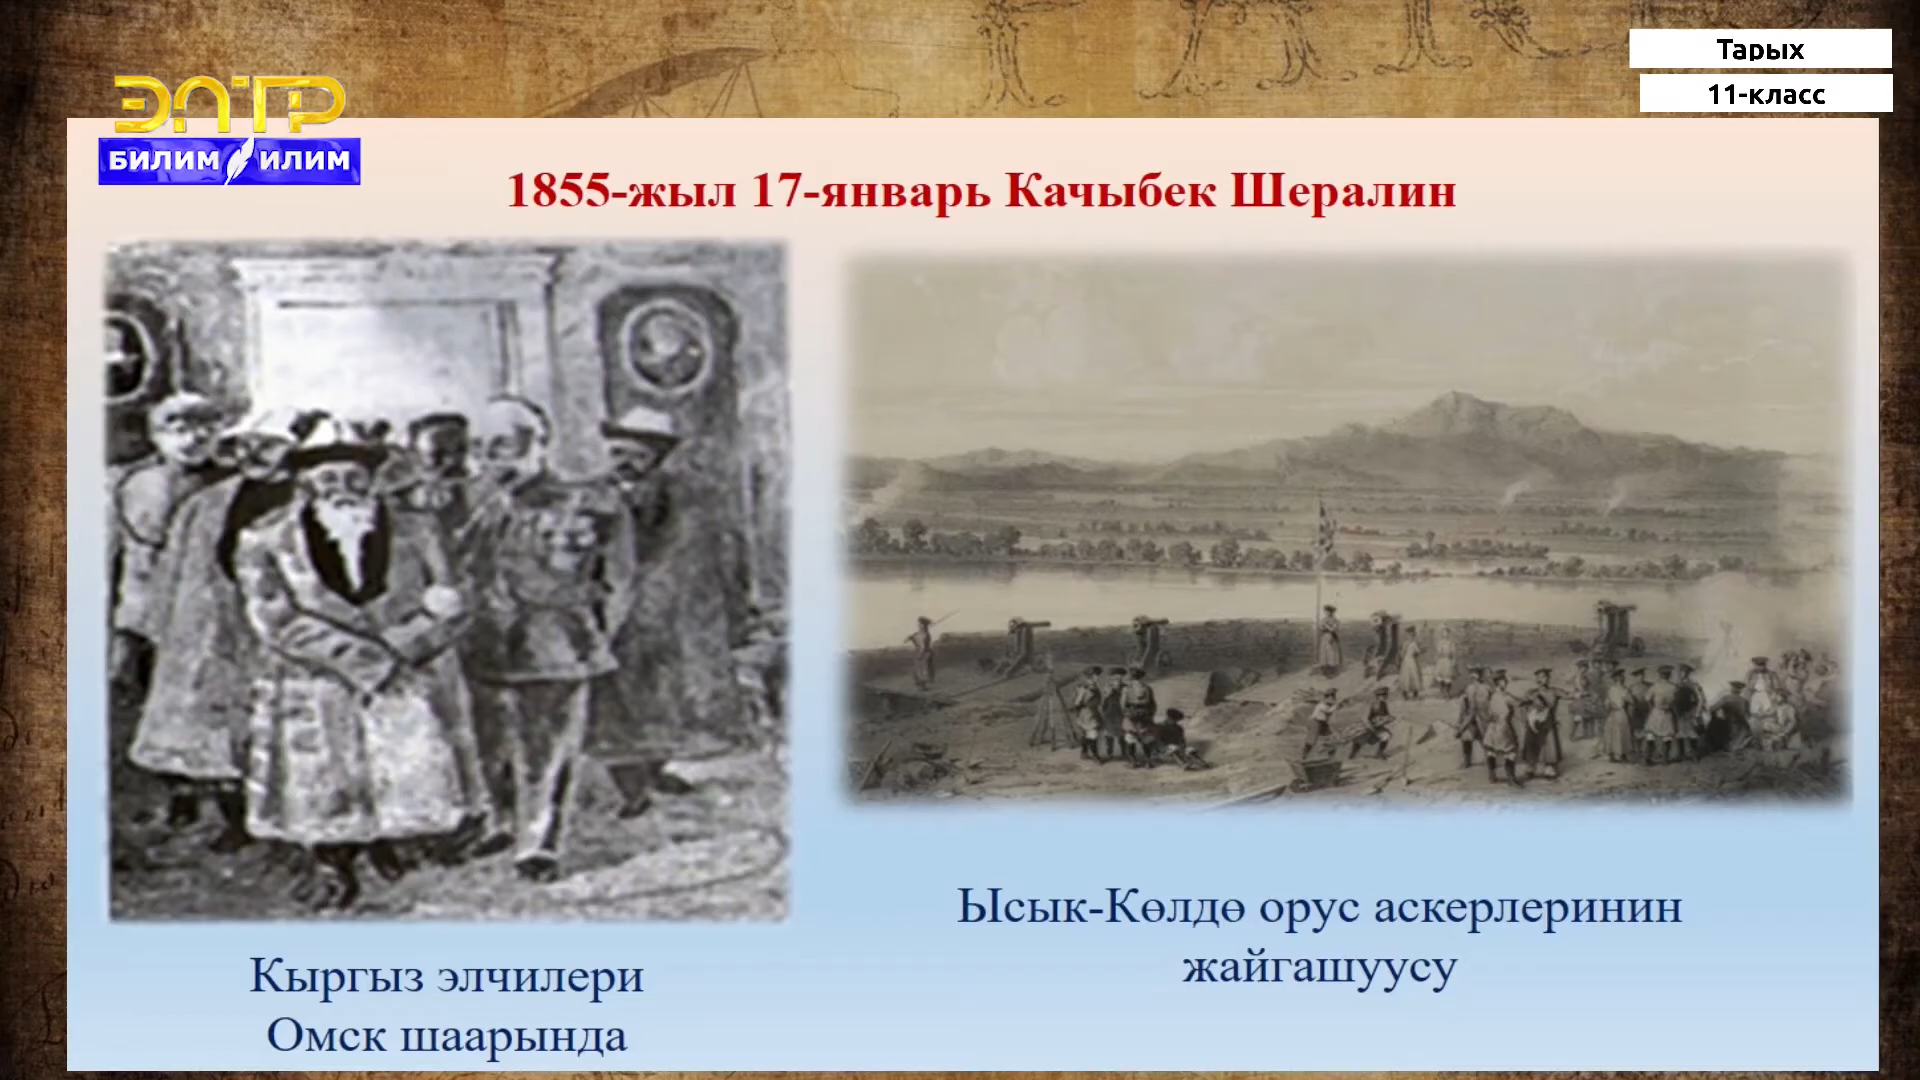 Тарых
11-класс
ЭЛТР
БИЛИМ ИЛИМ
1855-жыл 17-январь Качыбек Шералин
Кыргыз элчилери
Омск шаарында
Ысык-Көлдө орус аскерлеринин
жайгашуусу